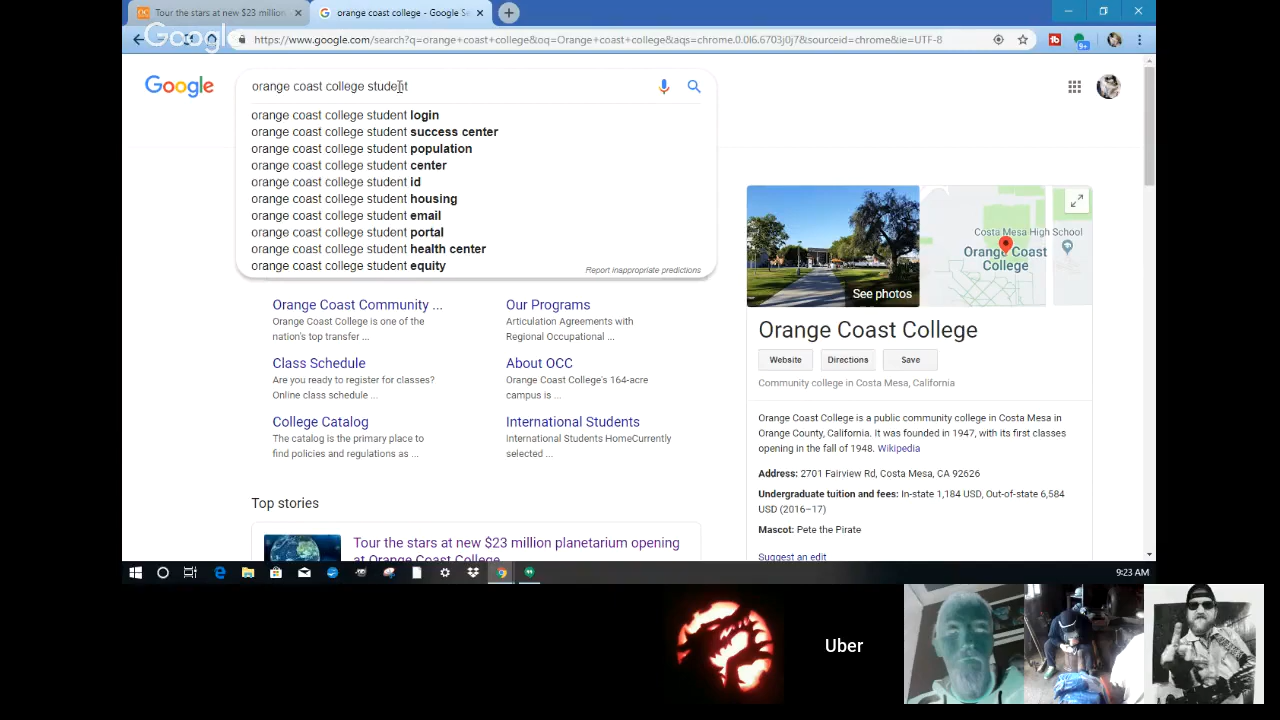 Tour the stars at new $23 million
orange coast college - Google Se
Google
https://www.google.com/search?q=orange+coast+college&oq=Orange+coast+college&aqs=chrome.0.0l6.6703j0j7&sourceid=chrome&ie=UTF-8
9+
Google
orange coast college student
orange coast college student login
orange coast college student success center
orange coast college student population
orange coast college student center
orange coast college student id
orange coast college student housing
orange coast college student email
orange coast college student portal
orange coast college student health center
orange coast college student equity
Report inappropriate predictions
Orange Coast Community ...
Orange Coast College is one of the
nation's top transfer ...
Our Programs
Articulation Agreements with
Regional Occupational ...
Class Schedule
Are you ready to register for classes?
Online class schedule ...
About OCC
Orange Coast College's 164-acre
campus is ...
College Catalog
The catalog is the primary place to
find policies and regulations as ...
International Students
International Students HomeCurrently
selected ...
Top stories
Tour the stars at new $23 million planetarium opening
at Orange Coast College
See photos
Costa Mesa High School
Orange Coast
College
Orange Coast College
Website
Directions
Save
Community college in Costa Mesa, California
Orange Coast College is a public community college in Costa Mesa in
Orange County, California. It was founded in 1947, with its first classes
opening in the fall of 1948. Wikipedia
Address: 2701 Fairview Rd, Costa Mesa, CA 92626
Undergraduate tuition and fees: In-state 1,184 USD, Out-of-state 6,584
USD (2016–17)
Mascot: Pete the Pirate
Suggest an edit
9:23 AM
Uber